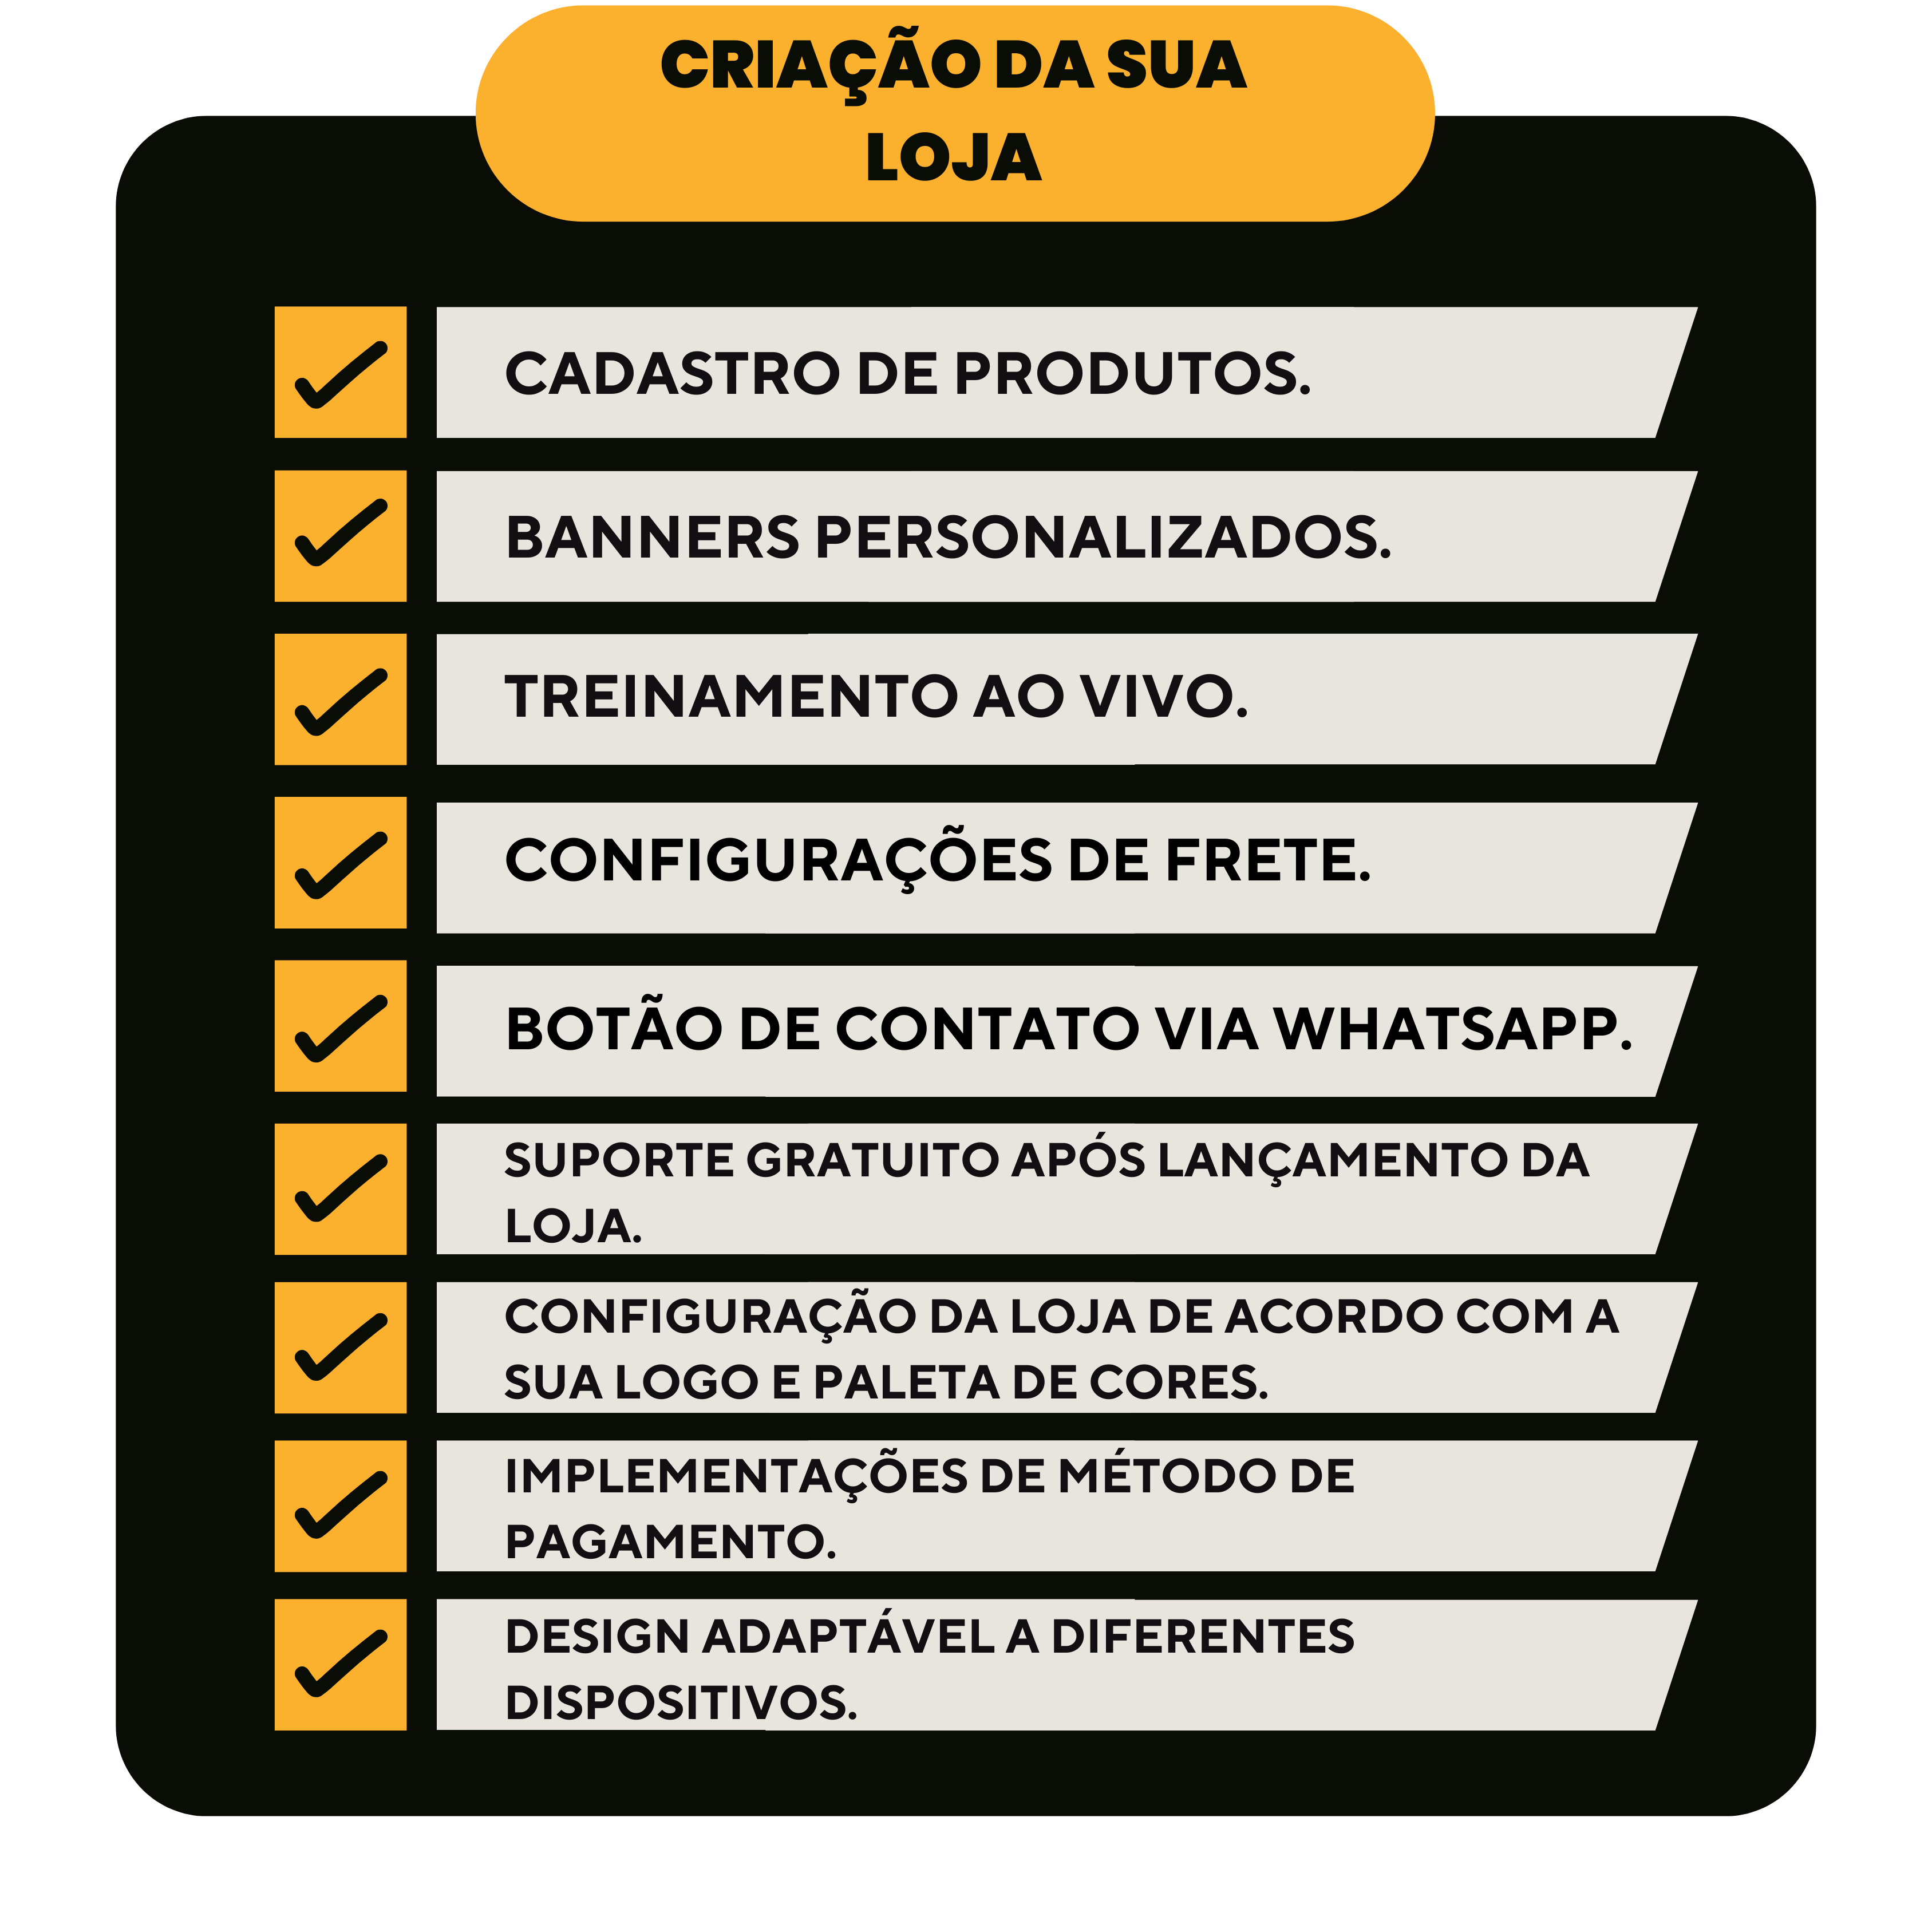 CRIAÇÃO DA SUA
LOJA
CADASTRO DE PRODUTOS.
BANNERS PERSONALIZADOS.
TREINAMENTO AO VIVO.
CONFIGURAÇÕES DE FRETE.
BOTÃO DE CONTATO VIA WHATSAPP.
SUPORTE GRATUITO APÓS LANÇAMENTO DA
LOJA.
CONFIGURAÇÃO DA LOJA DE ACORDO COM A
SUA LOGO E PALETA DE CORES.
IMPLEMENTAÇÕES DE MÉTODO DE
PAGAMENTO.
DESIGN ADAPTÁVEL A DIFERENTES
DISPOSITIVOS.